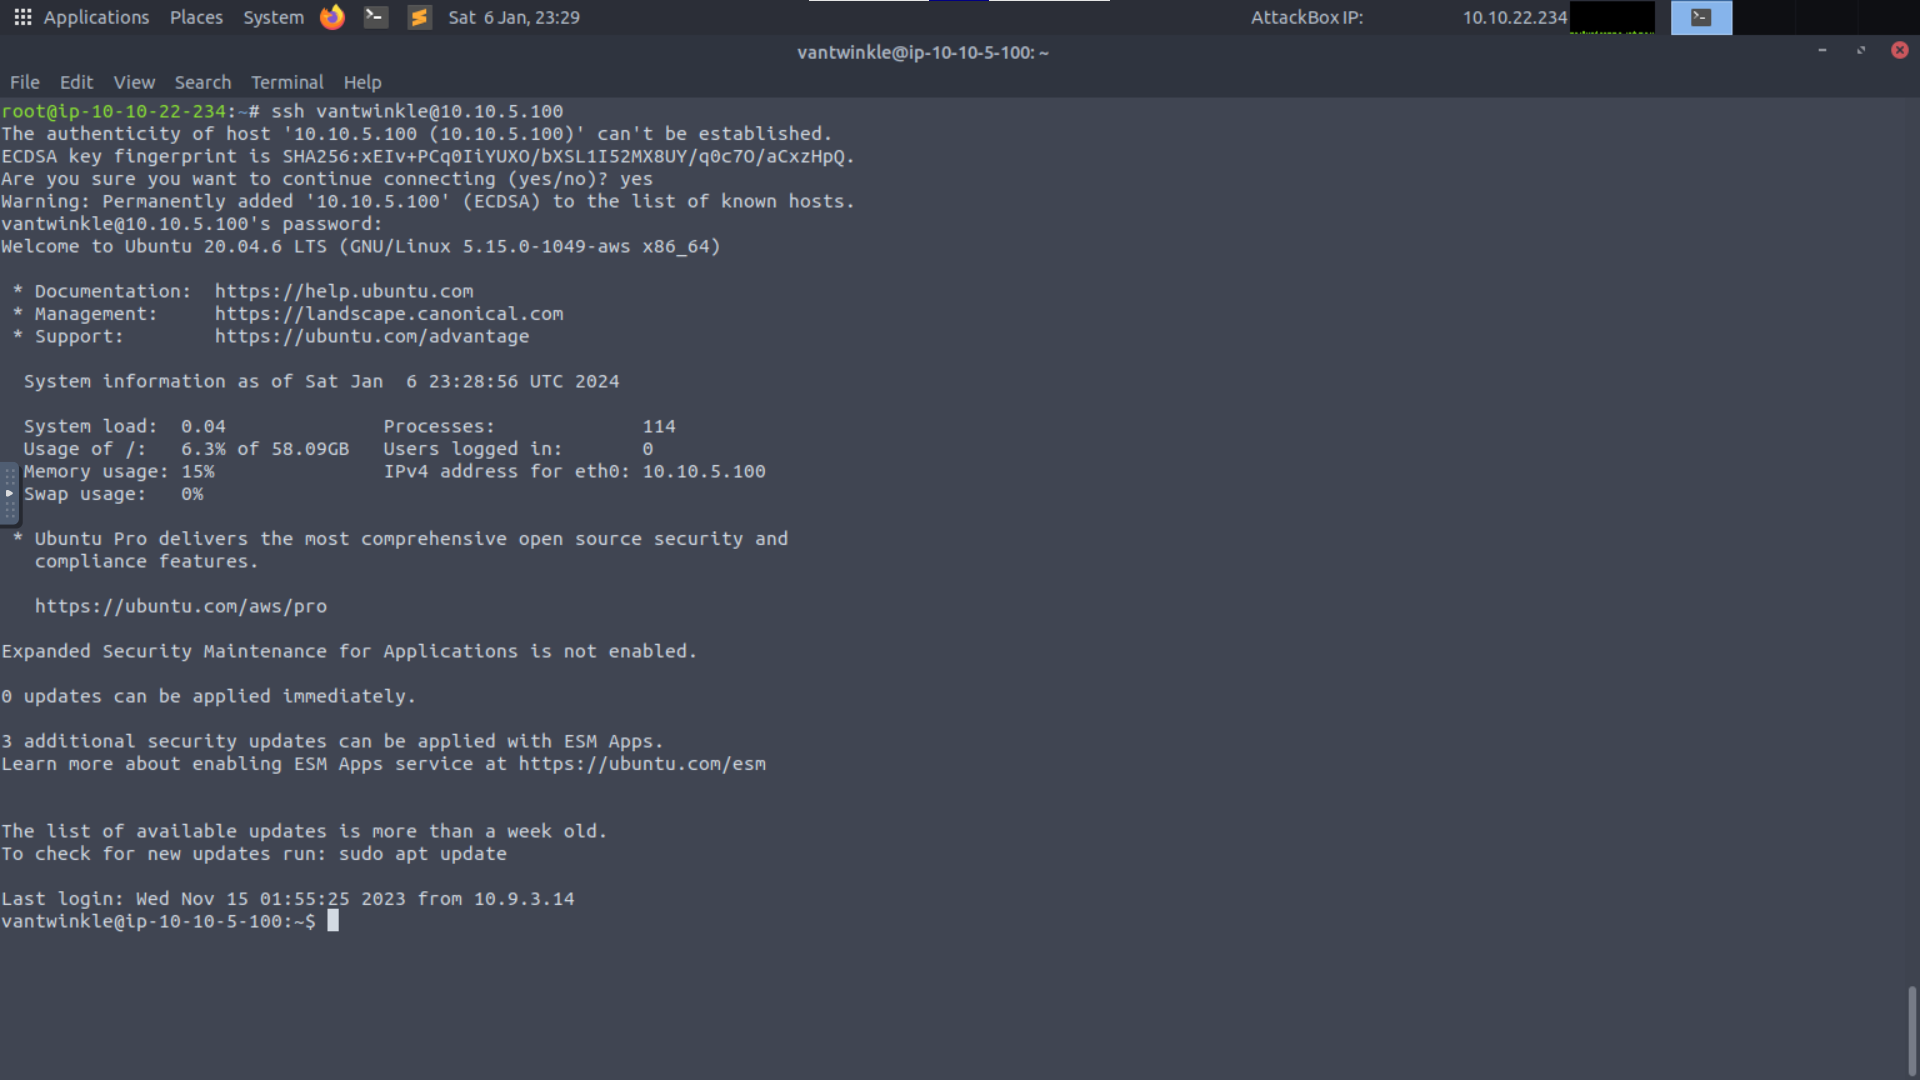 Applications Places System Sat 6 Jan, 23:29 AttackBox IP: 10.10.22.234
vantwinkle@ip-10-10-5-100: ~
File Edit View Search Terminal Help
root@ip-10-10-22-234:~# ssh vantwinkle@10.10.5.100
The authenticity of host '10.10.5.100 (10.10.5.100)' can't be established.
ECDSA key fingerprint is SHA256:xEIv+PCq0IiYUXO/bXSL1I52MX8UY/q0c7O/aCxzHpQ.
Are you sure you want to continue connecting (yes/no)? yes
Warning: Permanently added '10.10.5.100' (ECDSA) to the list of known hosts.
vantwinkle@10.10.5.100's password:
Welcome to Ubuntu 20.04.6 LTS (GNU/Linux 5.15.0-1049-aws x86_64)
* Documentation: https://help.ubuntu.com
* Management: https://landscape.canonical.com
* Support: https://ubuntu.com/advantage
System information as of Sat Jan 6 23:28:56 UTC 2024
System load: 0.04 Processes: 114
Usage of /: 6.3% of 58.09GB Users logged in: 0
Memory usage: 15% IPv4 address for eth0: 10.10.5.100
Swap usage: 0%
* Ubuntu Pro delivers the most comprehensive open source security and
compliance features.
https://ubuntu.com/aws/pro
Expanded Security Maintenance for Applications is not enabled.
0 updates can be applied immediately.
3 additional security updates can be applied with ESM Apps.
Learn more about enabling ESM Apps service at https://ubuntu.com/esm
The list of available updates is more than a week old.
To check for new updates run: sudo apt update
Last login: Wed Nov 15 01:55:25 2023 from 10.9.3.14
vantwinkle@ip-10-10-5-100:~$